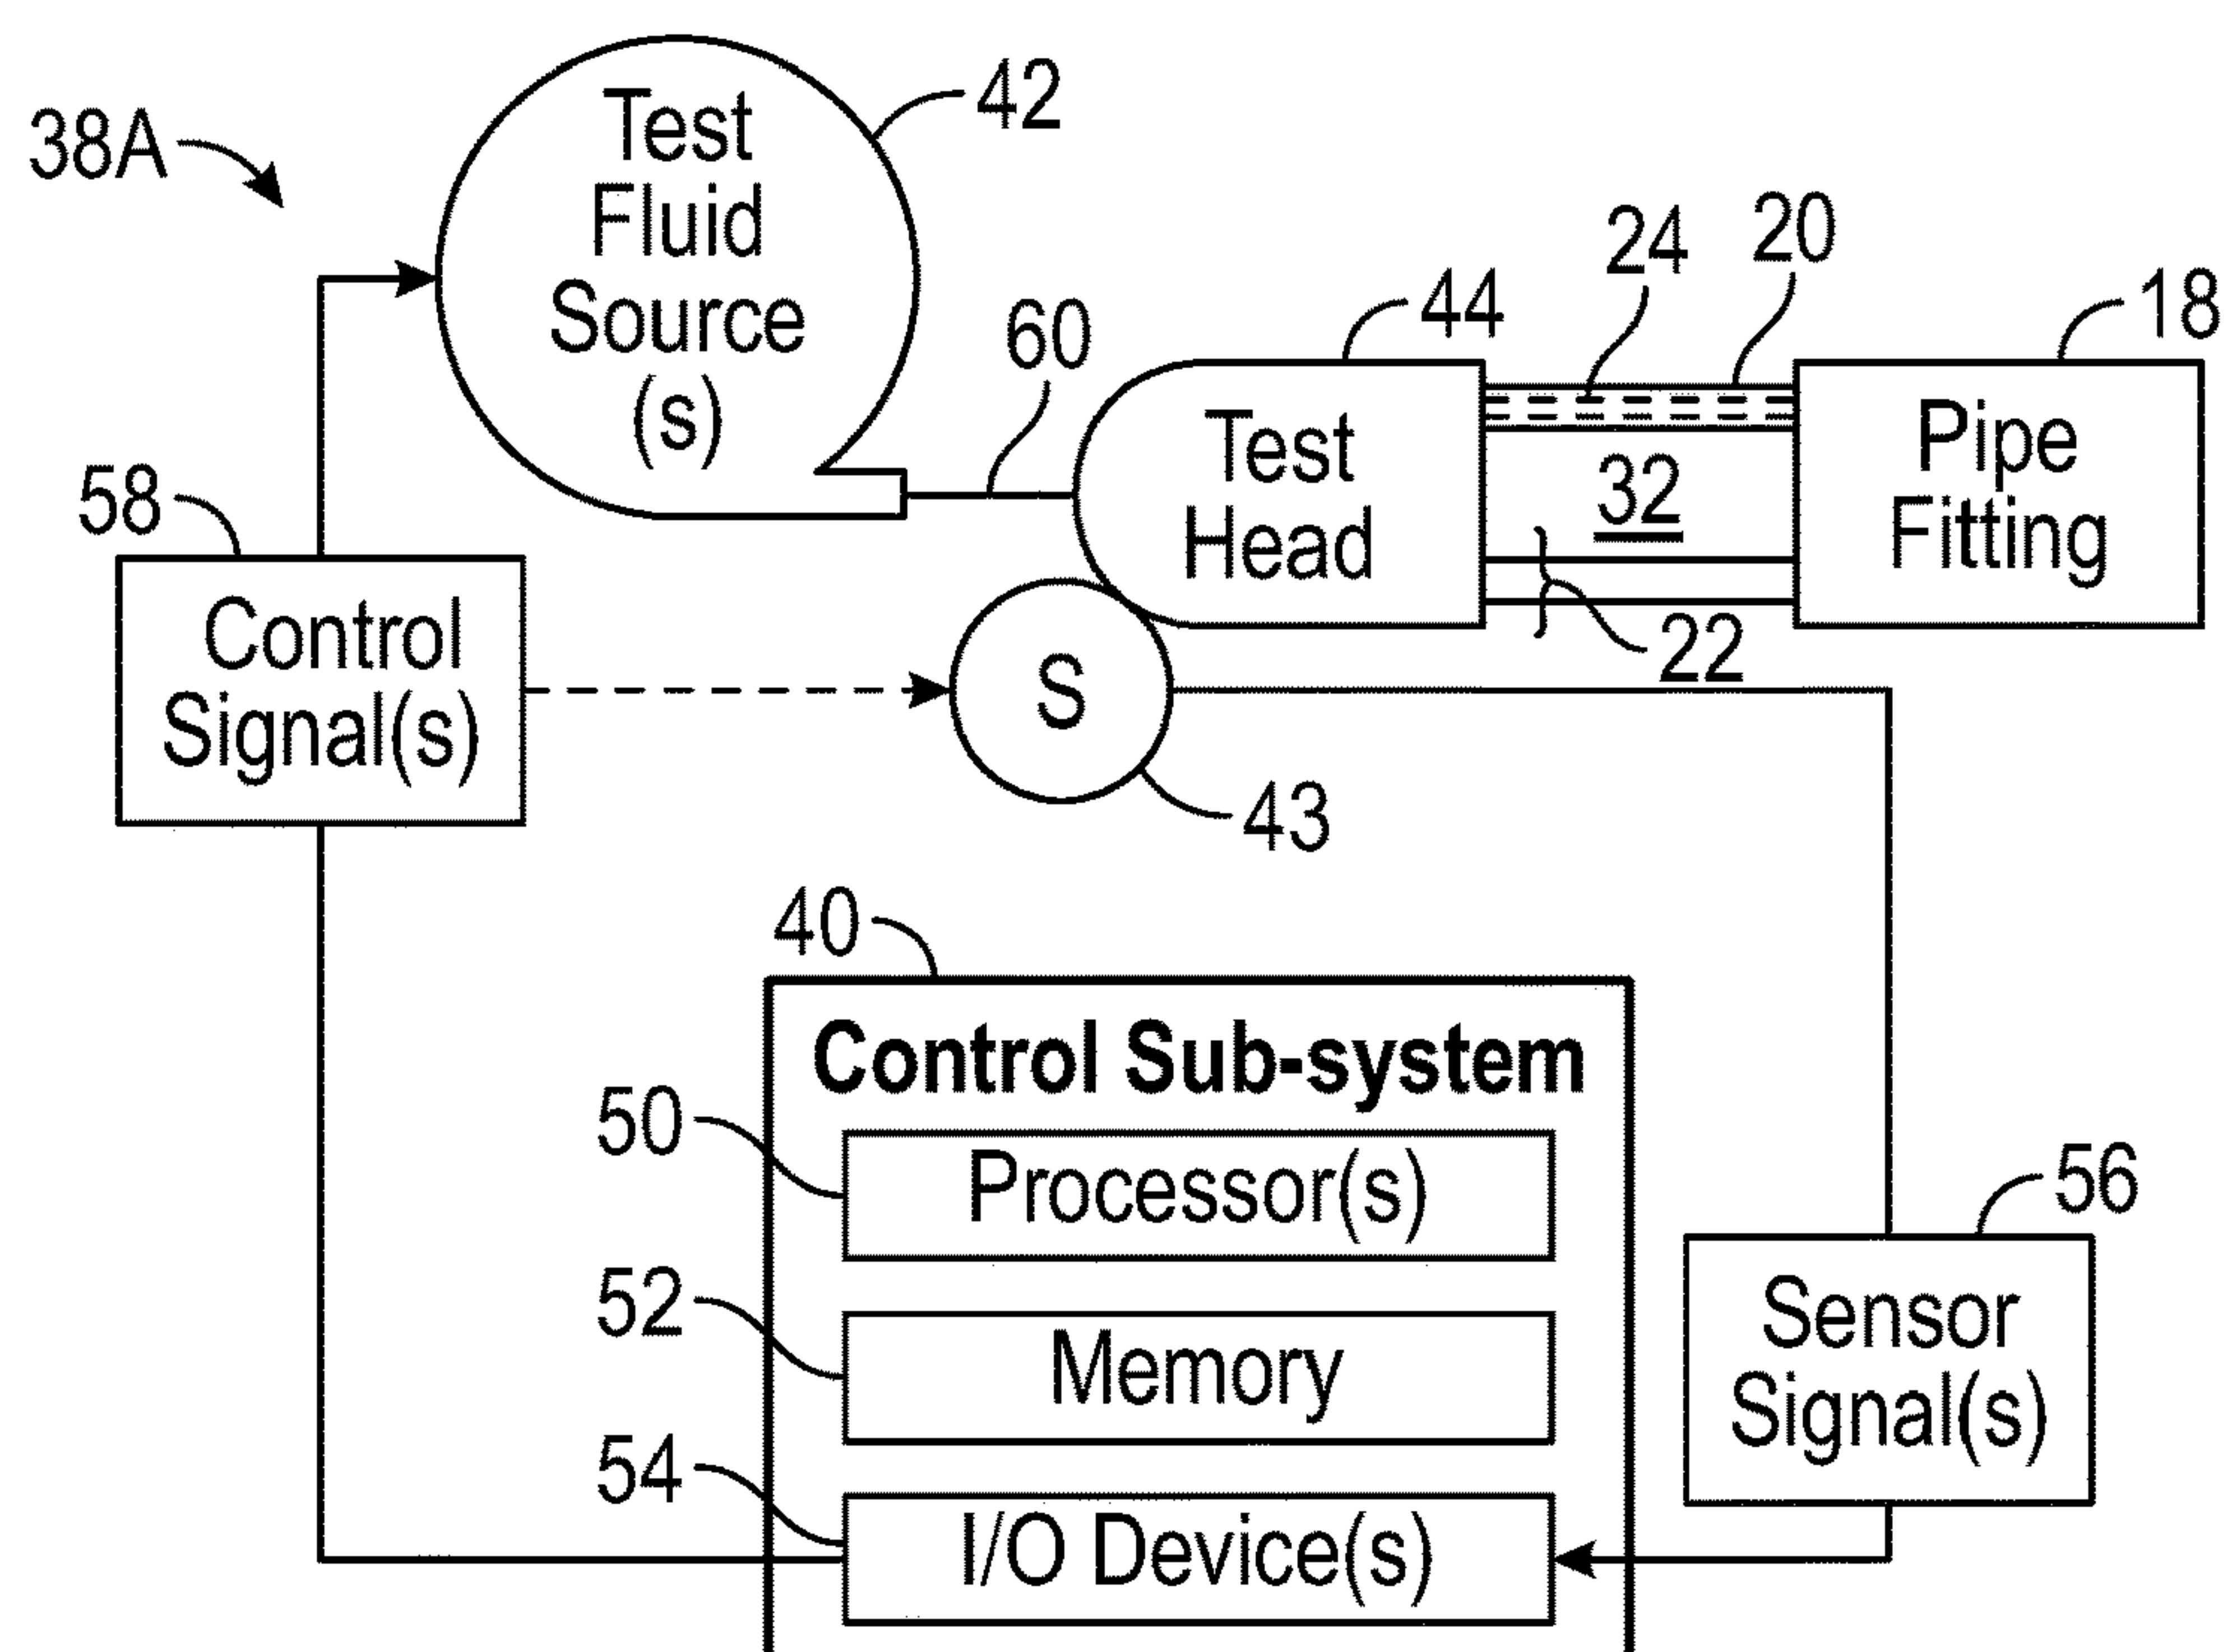 38A
Test
Fluid
Source
(s)
42
60
44
24
20
18
Test
Head
32
Pipe
Fitting
22
58
Control
Signal(s)
S
43
40
Control Sub-system
50
Processor(s)
52
Memory
54
I/O Device(s)
56
Sensor
Signal(s)